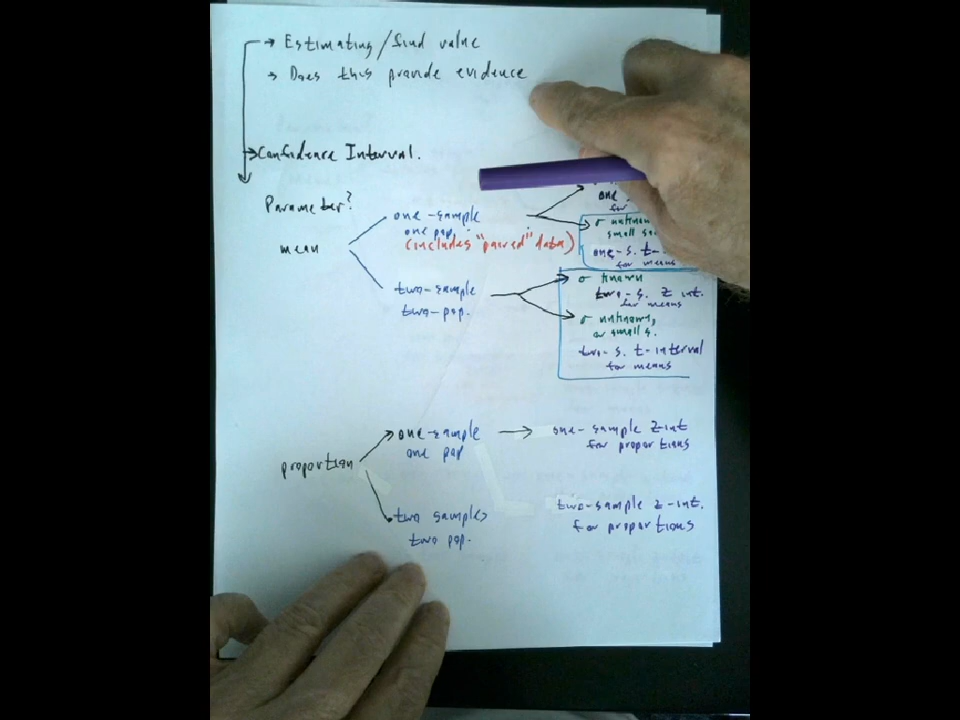 → Estimating/find value
→ Does this provide evidence
Confidence Interval.
Parameter?
mean
one-sample
one pop.
(includes "paired" data)
one
for
σ unknown
small
one-s. t-
for means
two-sample
two-pop.
σ known
two-s. z int.
for means
σ unknown,
or small s.
two-s. t-interval
for means
proportion
one-sample
one pop
one-sample z-int
for proportions
two samples
two pop.
two-sample z-int.
for proportions